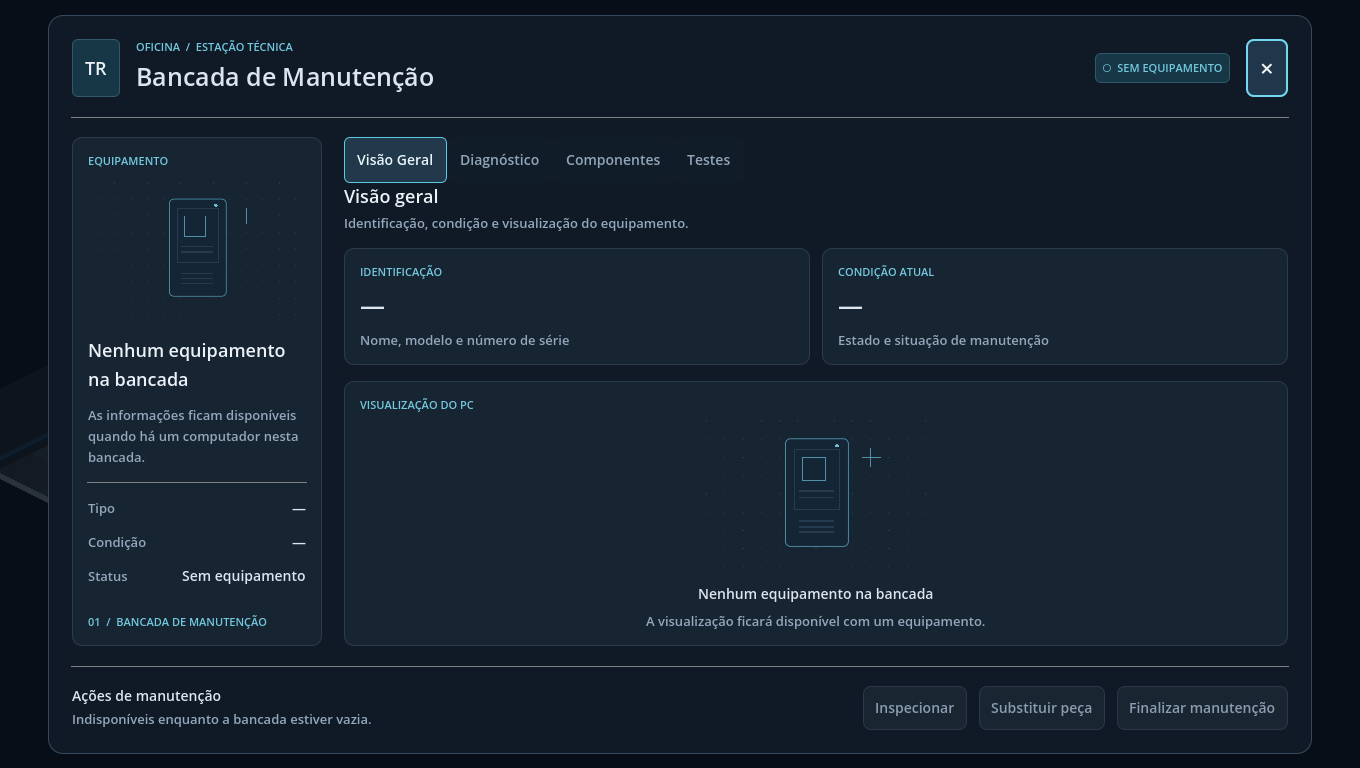 TR
OFICINA / ESTAÇÃO TÉCNICA
Bancada de Manutenção
SEM EQUIPAMENTO
×
EQUIPAMENTO
Nenhum equipamento
na bancada
As informações ficam disponíveis
quando há um computador nesta
bancada.
Tipo —
Condição —
Status Sem equipamento
01 / BANCADA DE MANUTENÇÃO
Visão Geral Diagnóstico Componentes Testes
Visão geral
Identificação, condição e visualização do equipamento.
IDENTIFICAÇÃO
—
Nome, modelo e número de série
CONDIÇÃO ATUAL
—
Estado e situação de manutenção
VISUALIZAÇÃO DO PC
Nenhum equipamento na bancada
A visualização ficará disponível com um equipamento.
Ações de manutenção
Indisponíveis enquanto a bancada estiver vazia.
Inspecionar Substituir peça Finalizar manutenção